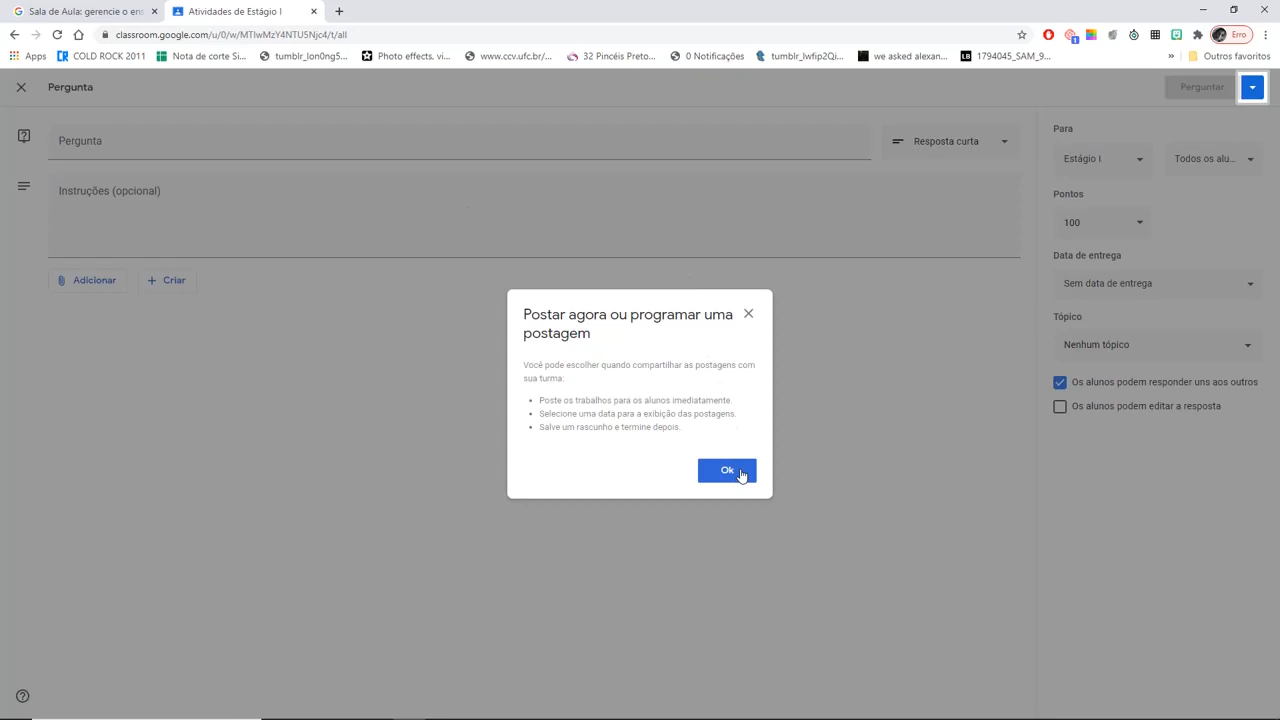 Sala de Aula: gerencie o en
Atividades de Estágio I
classroom.google.com/u/0/w/MTIwMzY4NTU5Njc4/t/all
Erro
Apps
COLD ROCK 2011
Nota de corte Si...
tumblr_lon0ng5...
Photo effects, vi...
www.ccv.ufc.br/...
32 Pincéis Preto...
0 Notificações
tumblr_lwfip2Qi...
we asked alexan...
LB
1794045_SAM_9...
»
Outros favoritos
Pergunta
Perguntar
Pergunta
Resposta curta
Instruções (opcional)
Adicionar
Criar
Para
Estágio I
Todos os alu...
Pontos
100
Data de entrega
Sem data de entrega
Tópico
Nenhum tópico
Os alunos podem responder uns aos outros
Os alunos podem editar a resposta
Postar agora ou programar uma
postagem
Você pode escolher quando compartilhar as postagens com
sua turma:
• Poste os trabalhos para os alunos imediatamente.
• Selecione uma data para a exibição das postagens.
• Salve um rascunho e termine depois.
Ok